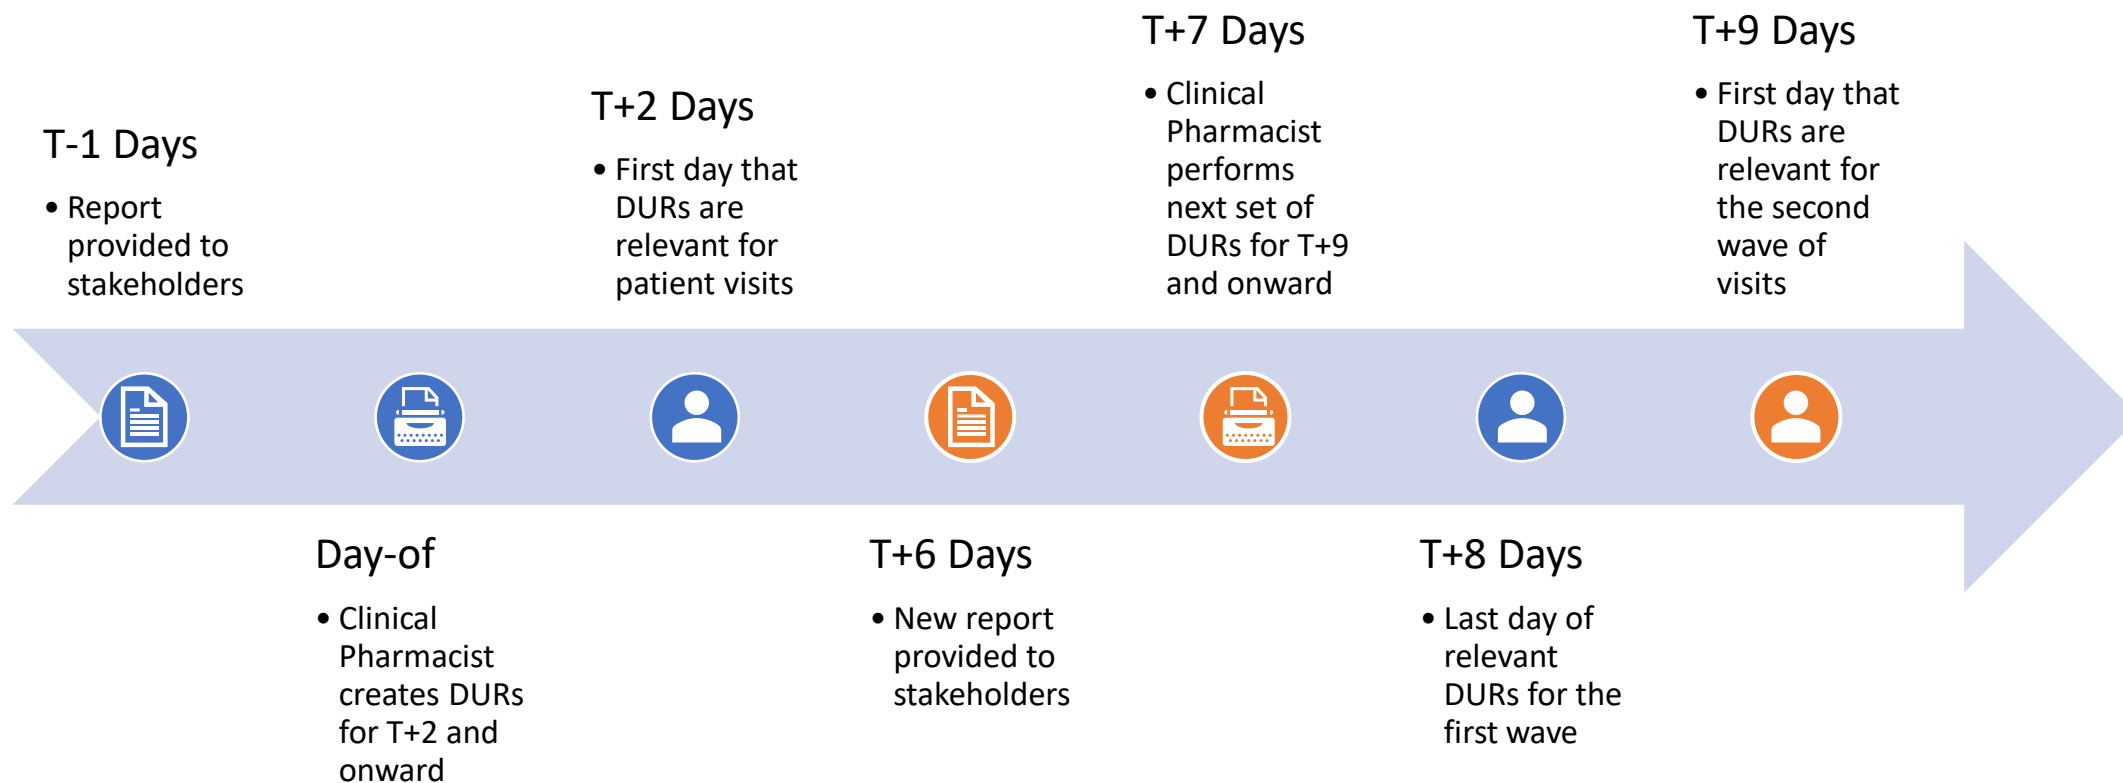 T-1 Days
• Report
provided to
stakeholders
Day-of
• Clinical
Pharmacist
creates DURs
for T+2 and
onward
T+2 Days
• First day that
DURs are
relevant for
patient visits
T+6 Days
• New report
provided to
stakeholders
T+7 Days
• Clinical
Pharmacist
performs
next set of
DURs for T+9
and onward
T+8 Days
• Last day of
relevant
DURs for the
first wave
T+9 Days
• First day that
DURs are
relevant for
the second
wave of
visits